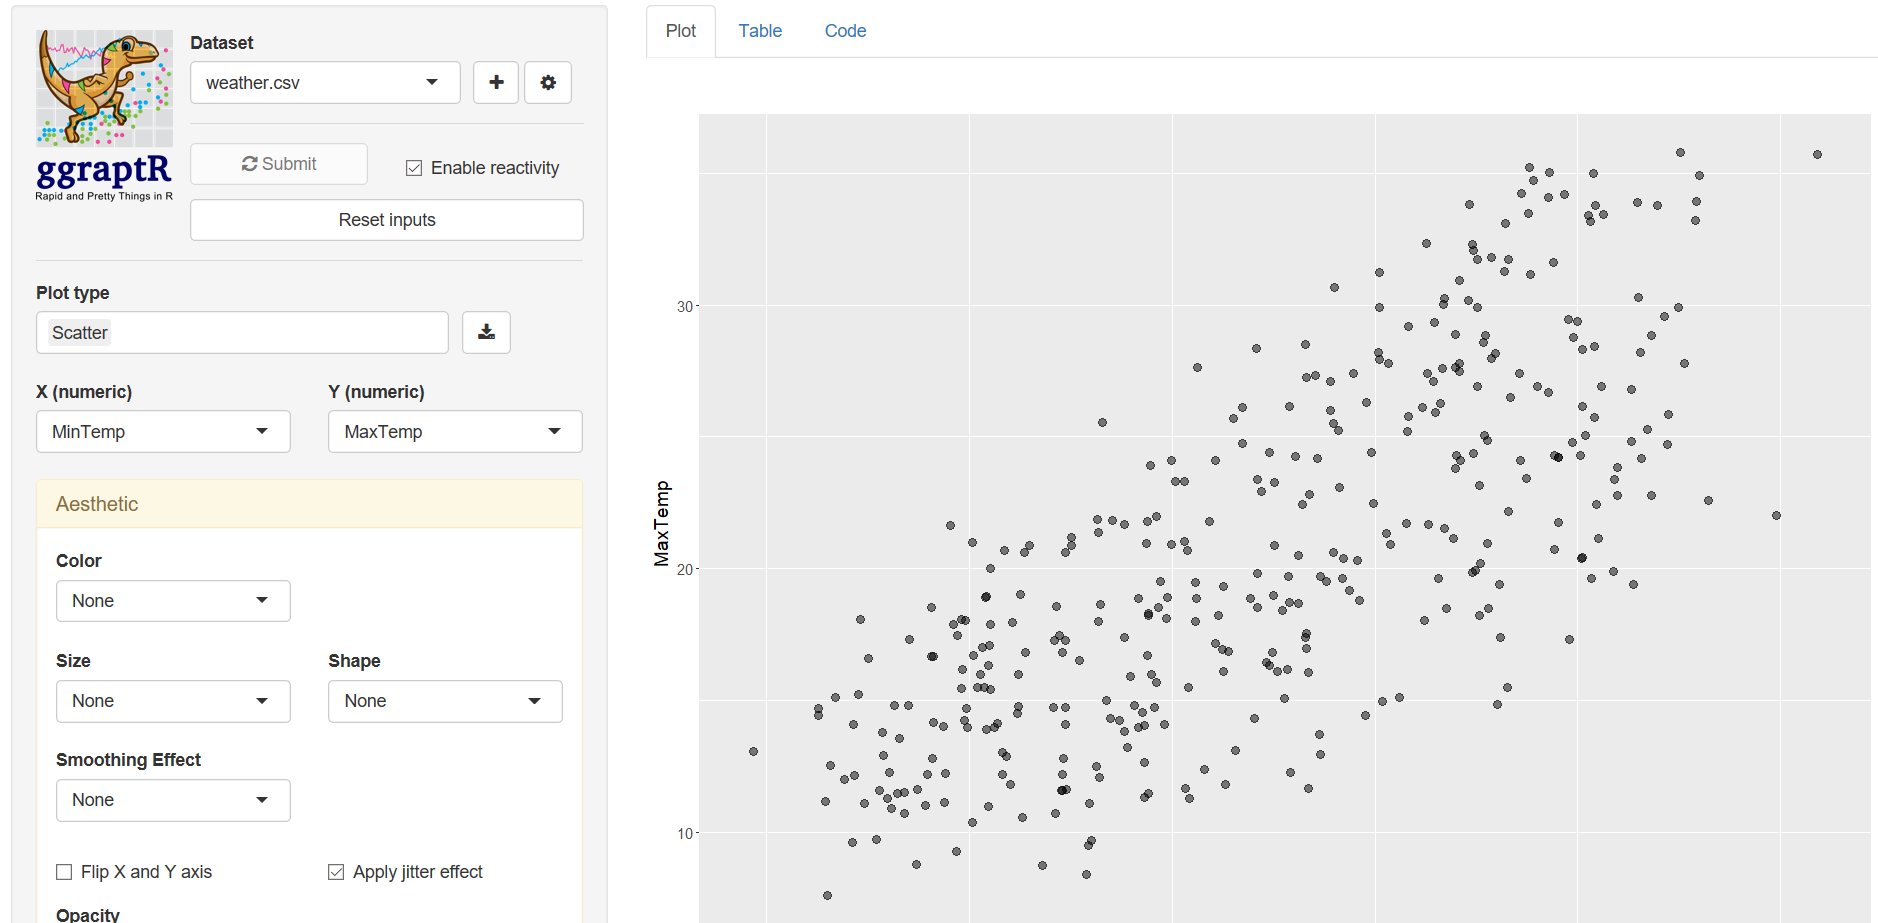 Plot Table Code
Dataset
weather.csv
Submit
Enable reactivity
ggraptR
Rapid and Pretty Things in R
Reset inputs
Plot type
Scatter
X (numeric) Y (numeric)
MinTemp MaxTemp
Aesthetic
Color
None
Size Shape
None None
Smoothing Effect
None
Flip X and Y axis Apply jitter effect
Opacity
MaxTemp
30
20
10